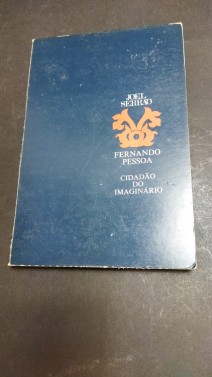 JOEL
SERRÃO
FERNANDO
PESSOA
CIDADÃO
DO
IMAGINÁRIO